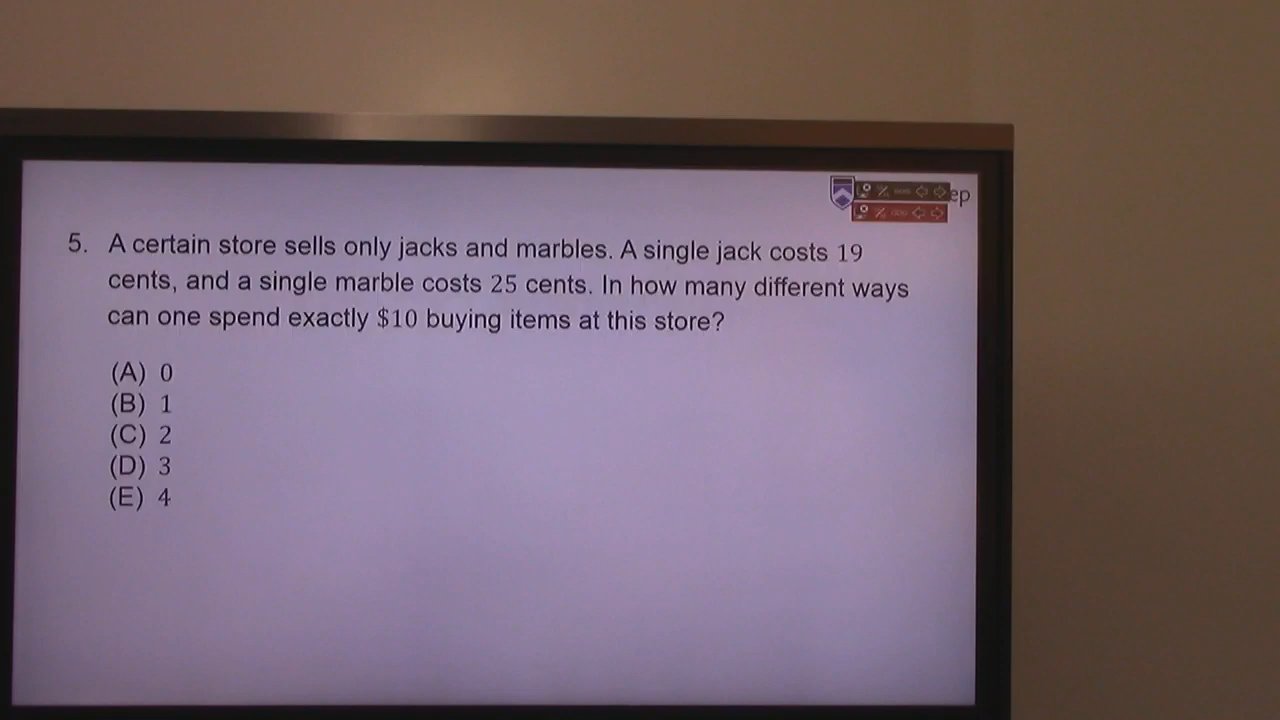 ep
5. A certain store sells only jacks and marbles. A single jack costs 19
cents, and a single marble costs 25 cents. In how many different ways
can one spend exactly $10 buying items at this store?
(A) 0
(B) 1
(C) 2
(D) 3
(E) 4